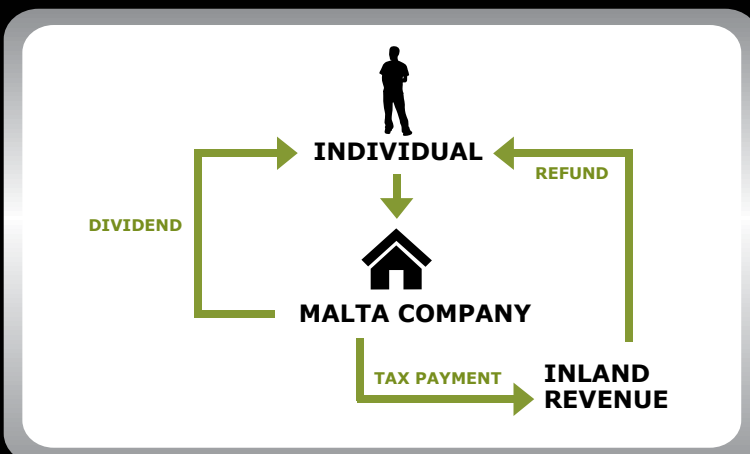 INDIVIDUAL
REFUND
DIVIDEND
MALTA COMPANY
TAX PAYMENT
INLAND
REVENUE